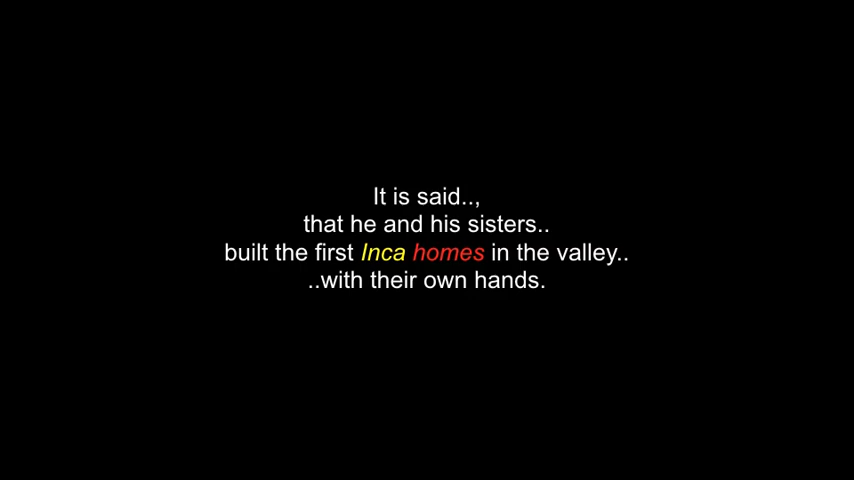 It is said..,
that he and his sisters..
built the first Inca homes in the valley..
..with their own hands.